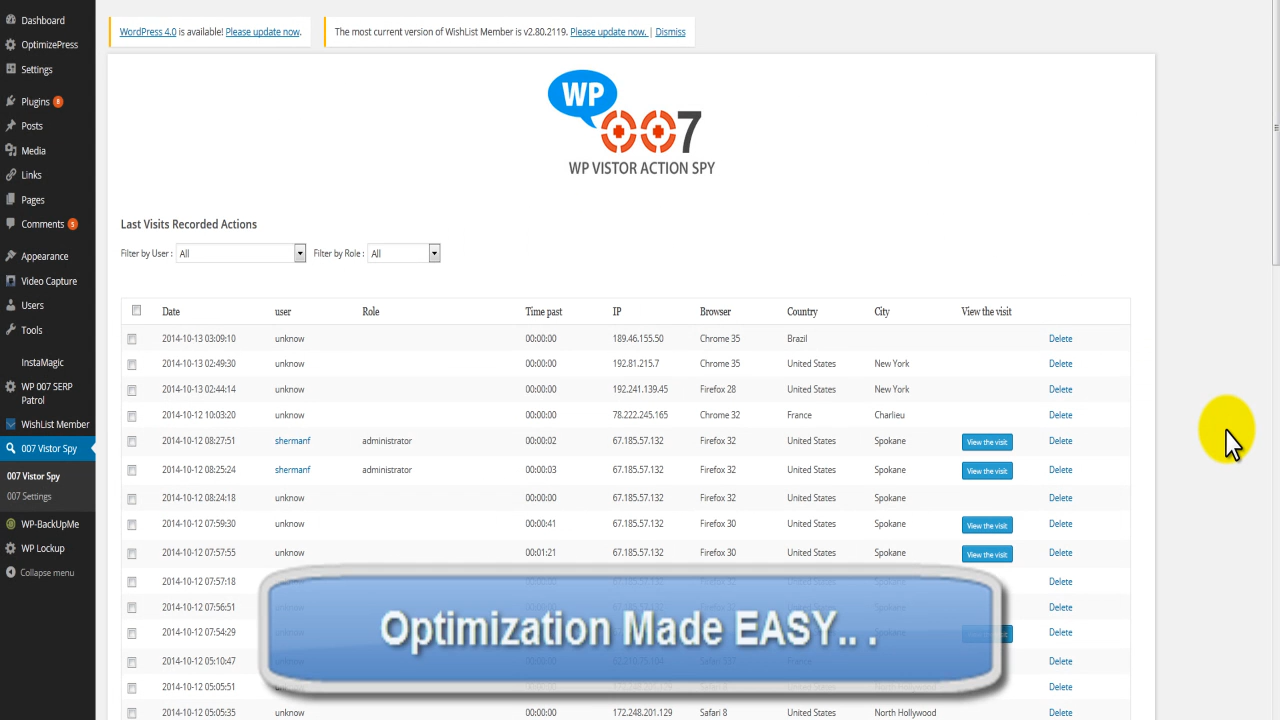 Dashboard
OptimizePress
Settings
Plugins 8
Posts
Media
Links
Pages
Comments 5
Appearance
Video Capture
Users
Tools
InstaMagic
WP 007 SERP
Patrol
WishList Member
007 Vistor Spy
007 Vistor Spy
007 Settings
WP-BackUpMe
WP Lockup
Collapse menu
WordPress 4.0 is available! Please update now.
The most current version of WishList Member is v2.80.2119. Please update now. | Dismiss
WP
007
WP VISTOR ACTION SPY
Last Visits Recorded Actions
Filter by User : All Filter by Role : All
Date user Role Time past IP Browser Country City View the visit
2014-10-13 03:09:10 unknow 00:00:00 189.46.155.50 Chrome 35 Brazil Delete
2014-10-13 02:49:30 unknow 00:00:00 192.81.215.7 Chrome 35 United States New York Delete
2014-10-13 02:44:14 unknow 00:00:00 192.241.139.45 Firefox 28 United States New York Delete
2014-10-12 10:03:20 unknow 00:00:00 78.222.245.165 Chrome 32 France Charlieu Delete
2014-10-12 08:27:51 shermanf administrator 00:00:02 67.185.57.132 Firefox 32 United States Spokane View the visit Delete
2014-10-12 08:25:24 shermanf administrator 00:00:03 67.185.57.132 Firefox 32 United States Spokane View the visit Delete
2014-10-12 08:24:18 unknow 00:00:00 67.185.57.132 Firefox 32 United States Spokane Delete
2014-10-12 07:59:30 unknow 00:00:41 67.185.57.132 Firefox 30 United States Spokane View the visit Delete
2014-10-12 07:57:55 unknow 00:01:21 67.185.57.132 Firefox 30 United States Spokane View the visit Delete
2014-10-12 07:57:18 Firefox 32 United States Spokane Delete
2014-10-12 07:56:51 Delete
2014-10-12 07:54:29 Delete
2014-10-12 05:10:47 France Delete
2014-10-12 05:05:51 North Hollywood Delete
2014-10-12 05:05:35 unknow 00:00:00 172.248.201.129 Safari 8 United States North Hollywood Delete
Optimization Made EASY.. .